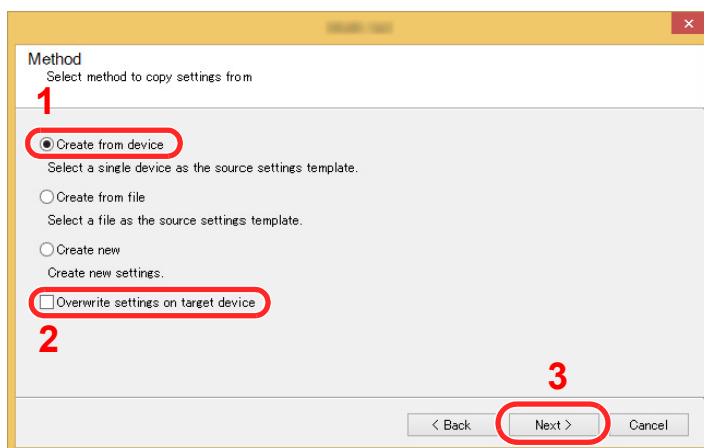 Method
Select method to copy settings from
1
Create from device
Select a single device as the source settings template.
Create from file
Select a file as the source settings template.
Create new
Create new settings.
Overwrite settings on target device
2
3
< Back Next > Cancel